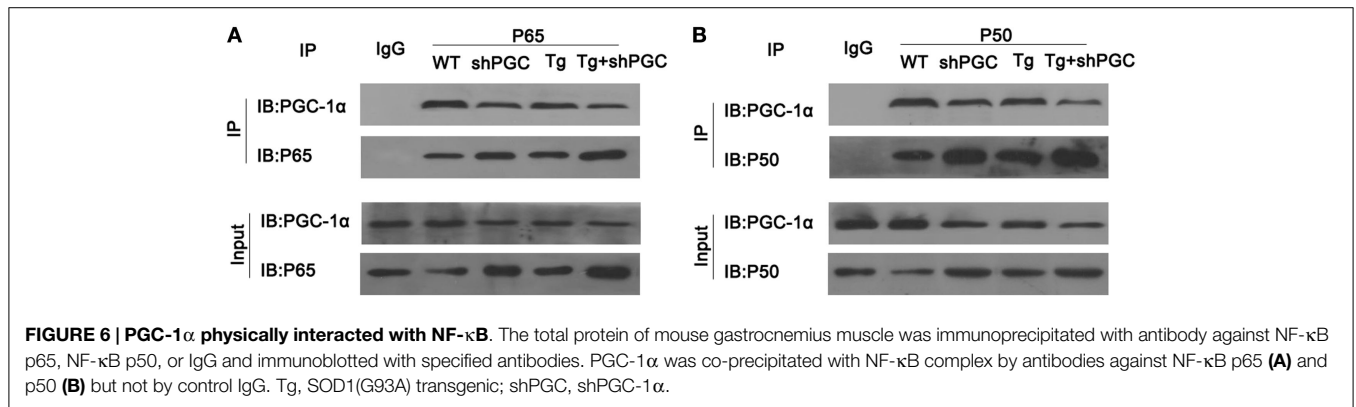 A IP IgG P65
WT shPGC Tg Tg+shPGC
IP
IB:PGC-1α
IB:P65
Input
IB:PGC-1α
IB:P65
B IP IgG P50
WT shPGC Tg Tg+shPGC
IP
IB:PGC-1α
IB:P50
Input
IB:PGC-1α
IB:P50
FIGURE 6 | PGC-1α physically interacted with NF-κB. The total protein of mouse gastrocnemius muscle was immunoprecipitated with antibody against NF-κB
p65, NF-κB p50, or IgG and immunoblotted with specified antibodies. PGC-1α was co-precipitated with NF-κB complex by antibodies against NF-κB p65 (A) and
p50 (B) but not by control IgG. Tg, SOD1(G93A) transgenic; shPGC, shPGC-1α.